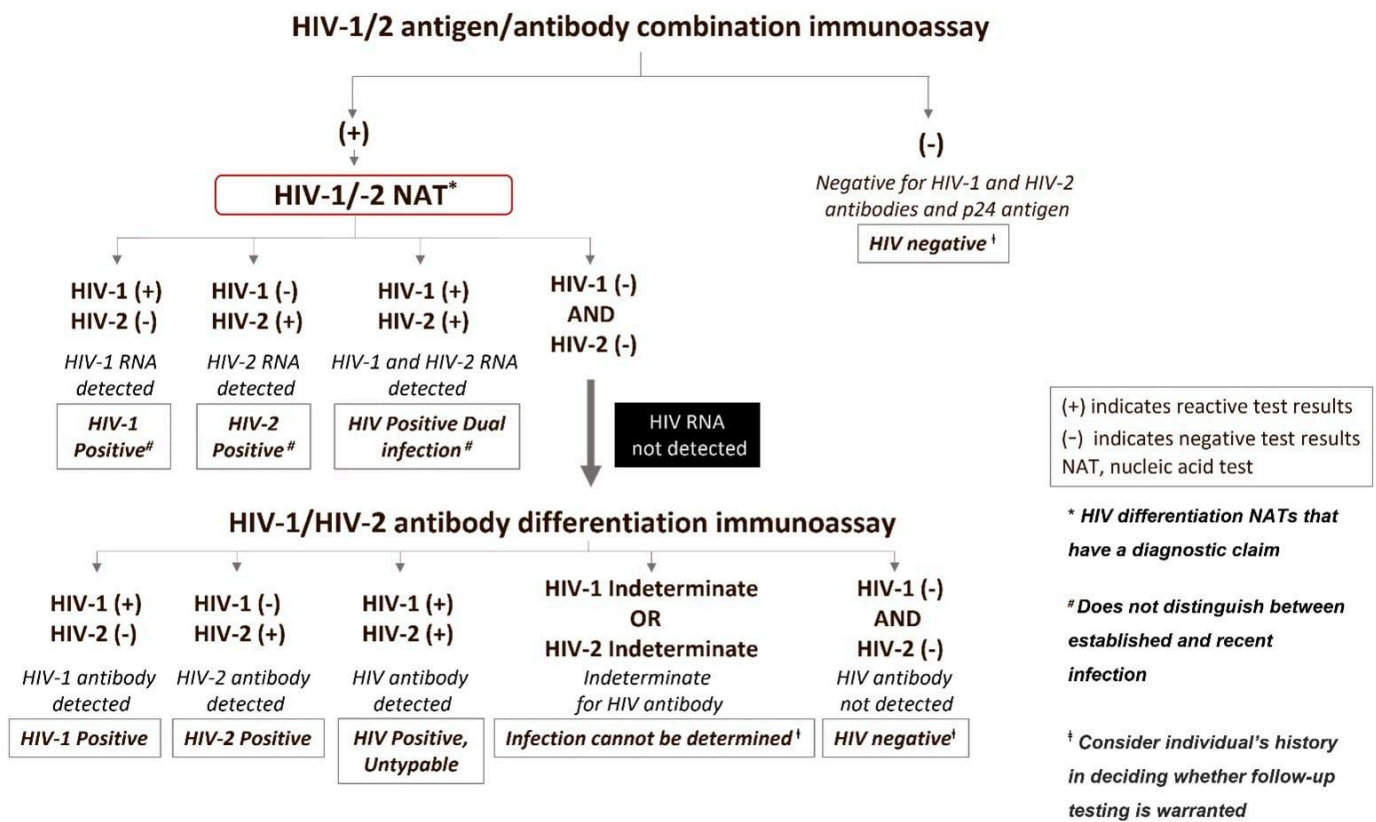 HIV-1/2 antigen/antibody combination immunoassay
(+)
(-)
HIV-1/-2 NAT*
Negative for HIV-1 and HIV-2
antibodies and p24 antigen
HIV negative ƚ
HIV-1 (+)
HIV-2 (-)
HIV-1 RNA
detected
HIV-1
Positive#
HIV-1 (-)
HIV-2 (+)
HIV-2 RNA
detected
HIV-2
Positive #
HIV-1 (+)
HIV-2 (+)
HIV-1 and HIV-2 RNA
detected
HIV Positive Dual
infection #
HIV-1 (-)
AND
HIV-2 (-)
HIV RNA
not detected
HIV-1/HIV-2 antibody differentiation immunoassay
HIV-1 (+)
HIV-2 (-)
HIV-1 antibody
detected
HIV-1 Positive
HIV-1 (-)
HIV-2 (+)
HIV-2 antibody
detected
HIV-2 Positive
HIV-1 (+)
HIV-2 (+)
HIV antibody
detected
HIV Positive,
Untypable
HIV-1 Indeterminate
OR
HIV-2 Indeterminate
Indeterminate
for HIV antibody
Infection cannot be determined ƚ
HIV-1 (-)
AND
HIV-2 (-)
HIV antibody
not detected
HIV negativeƚ
(+) indicates reactive test results
(−) indicates negative test results
NAT, nucleic acid test
* HIV differentiation NATs that
have a diagnostic claim
# Does not distinguish between
established and recent
infection
ƚ Consider individual's history
in deciding whether follow-up
testing is warranted